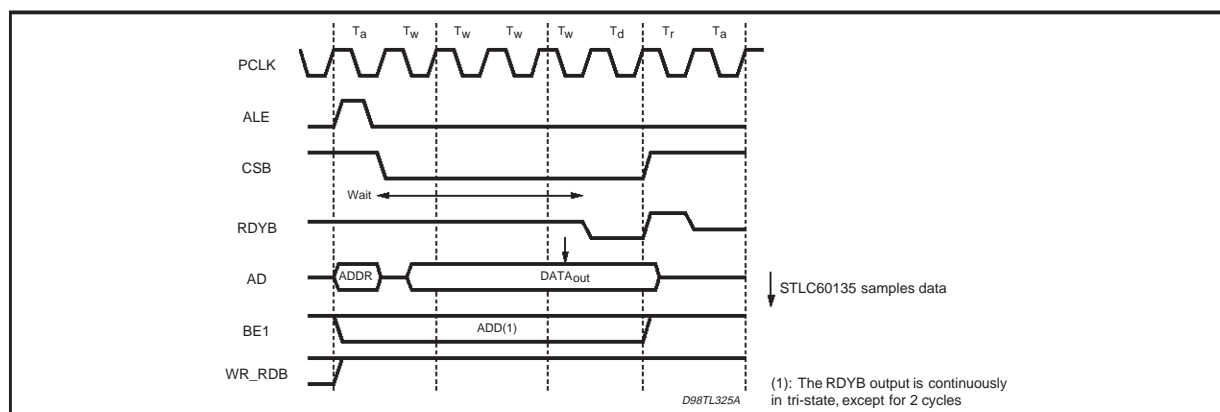 Ta Tw Tw Tw Tw Td Tr Ta
PCLK
ALE
CSB
Wait
RDYB
AD
ADDR
DATAout
STLC60135 samples data
BE1
ADD(1)
WR_RDB
D98TL325A
(1): The RDYB output is continuously
in tri-state, except for 2 cycles